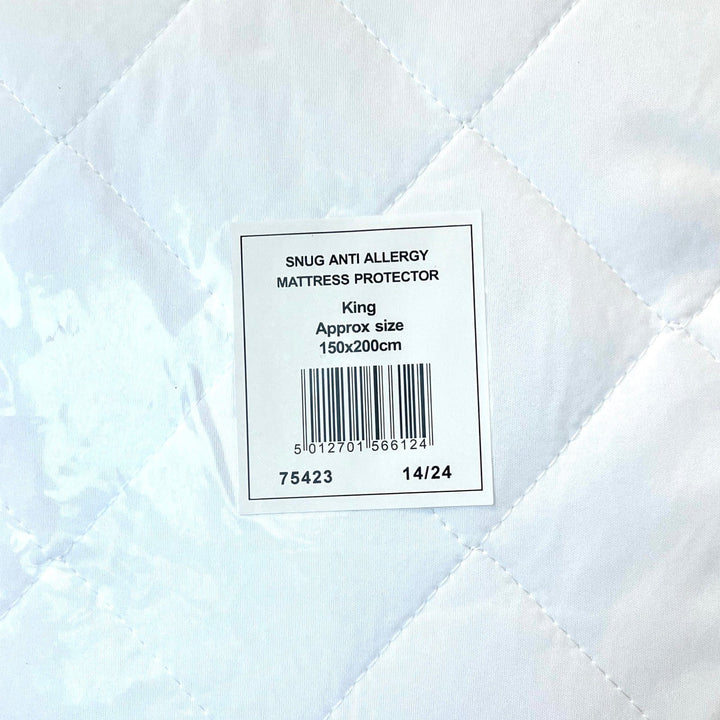 SNUG ANTI ALLERGY
MATTRESS PROTECTOR
King
Approx size
150x200cm
5 012701 566124
75423 14/24